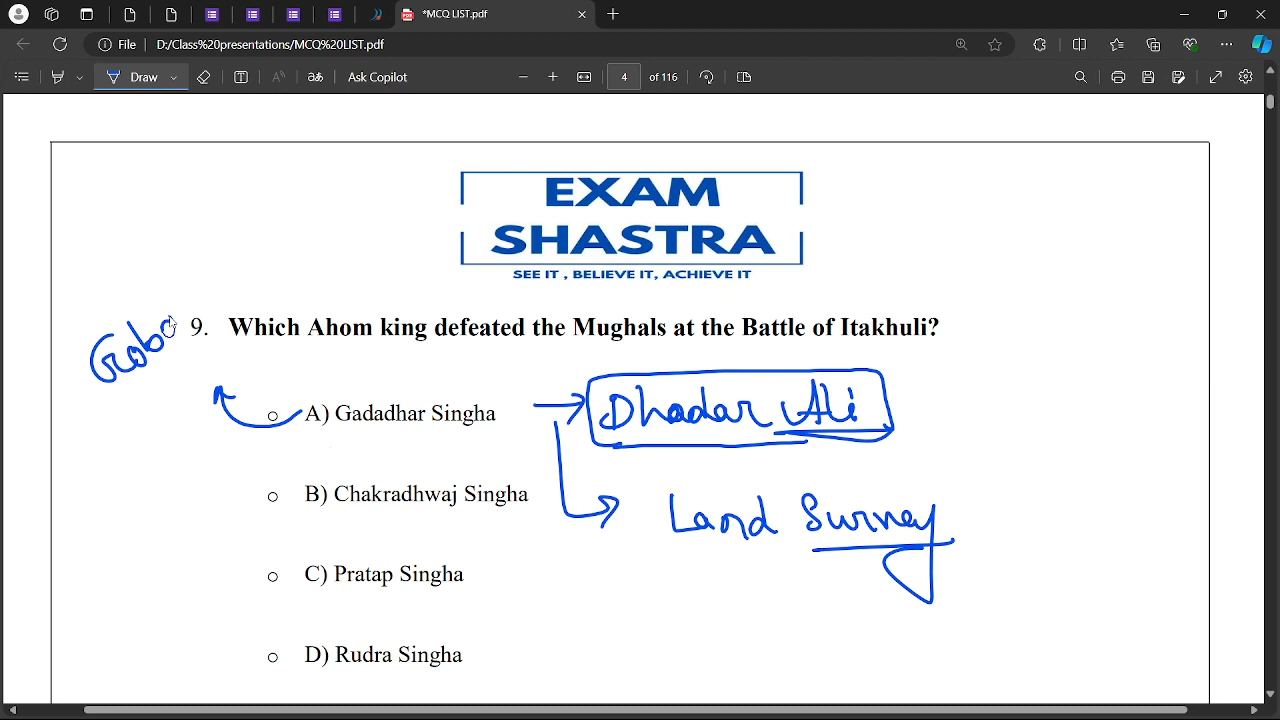 *MCQ LIST.pdf
File D:/Class%20presentations/MCQ%20LIST.pdf
Draw Ask Copilot 4 of 116
EXAM
SHASTRA
SEE IT , BELIEVE IT, ACHIEVE IT
9. Which Ahom king defeated the Mughals at the Battle of Itakhuli?
A) Gadadhar Singha
Dhadar Ali
B) Chakradhwaj Singha
Land Survey
C) Pratap Singha
D) Rudra Singha